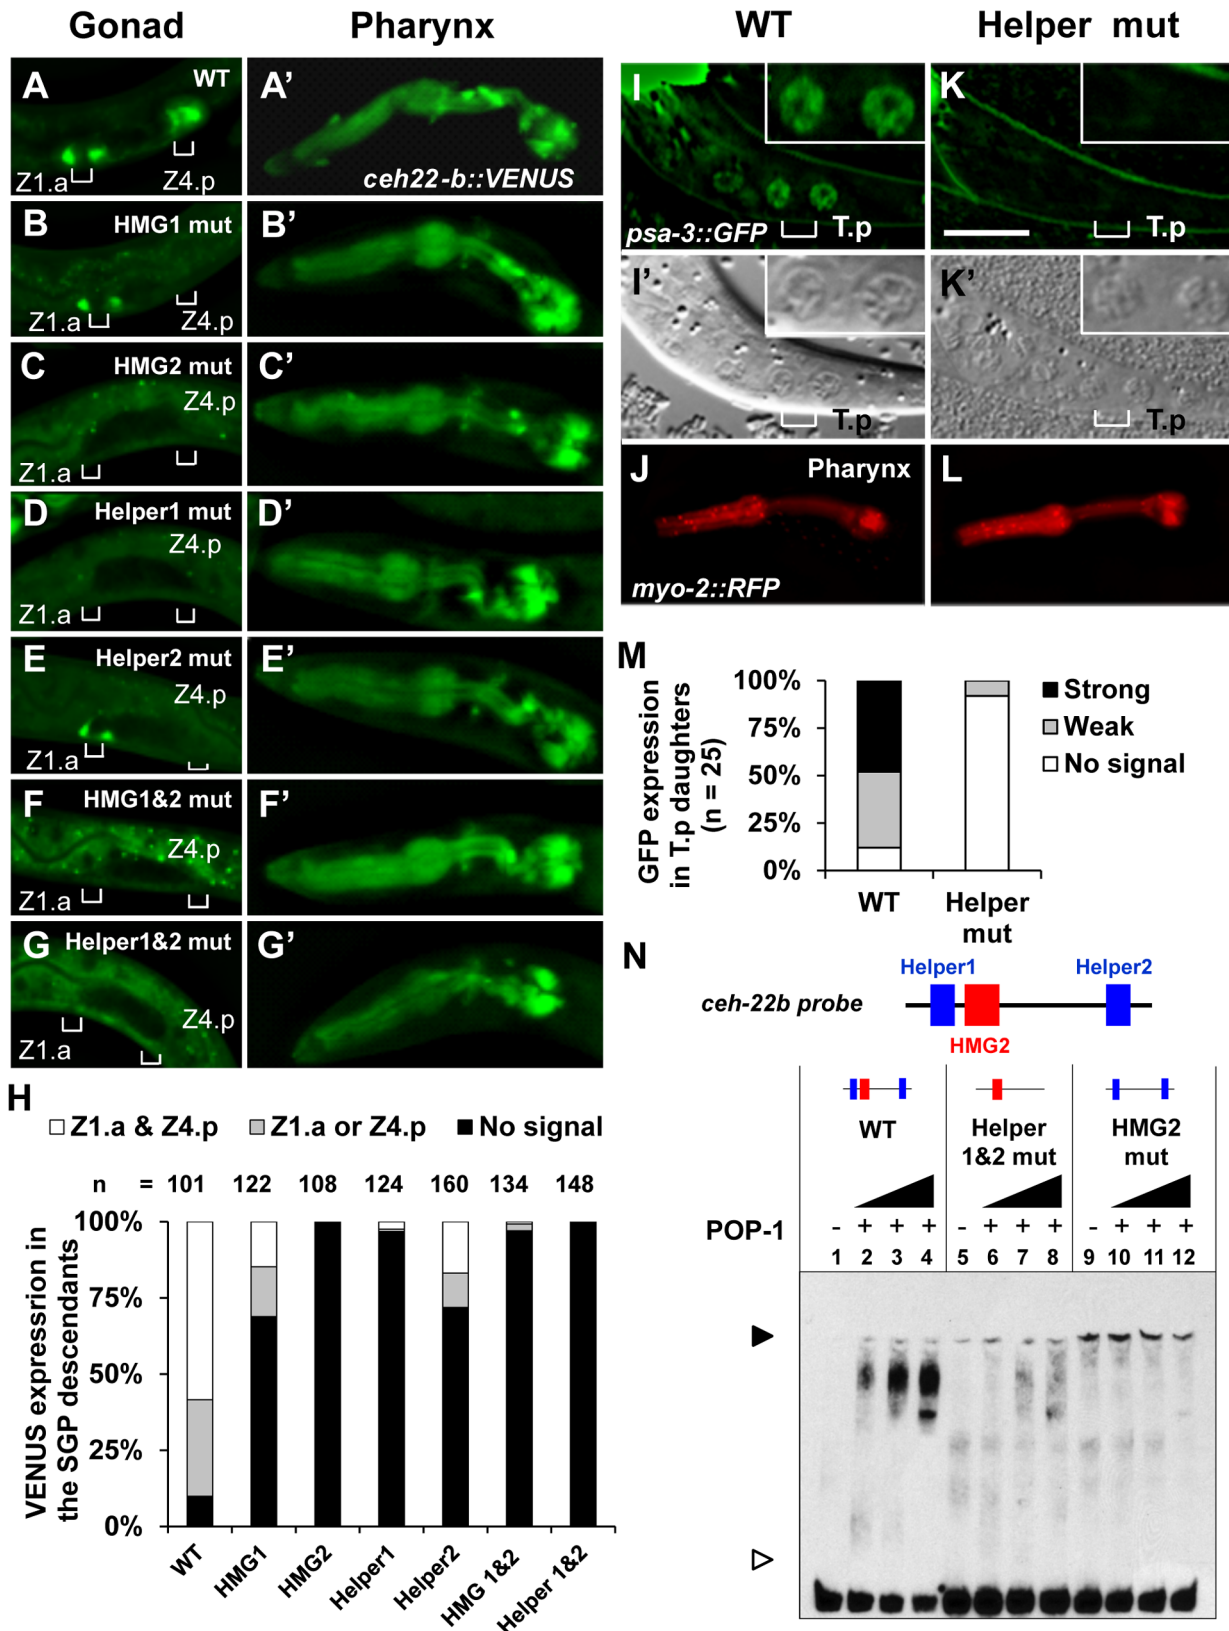 Gonad
Pharynx
WT
Helper mut
A
WT
Z1.a
Z4.p
A’
ceh22-b::VENUS
B
HMG1 mut
Z1.a
Z4.p
B’
C
HMG2 mut
Z4.p
Z1.a
C’
D
Helper1 mut
Z4.p
Z1.a
D’
E
Helper2 mut
Z4.p
Z1.a
E’
F
HMG1&2 mut
Z4.p
Z1.a
F’
G
Helper1&2 mut
Z4.p
Z1.a
G’
H
Z1.a & Z4.p
Z1.a or Z4.p
No signal
n = 101 122 108 124 160 134 148
VENUS expressrion in
the SGP descendants
100%
75%
50%
25%
0%
WT
HMG1
HMG2
Helper1
Helper2
HMG 1&2
Helper 1&2
I
psa-3::GFP
T.p
K
T.p
I’
T.p
K’
T.p
J
Pharynx
myo-2::RFP
L
M
GFP expression
in T.p daughters
(n = 25)
100%
75%
50%
25%
0%
WT
Helper
mut
Strong
Weak
No signal
N
Helper1
Helper2
ceh-22b probe
HMG2
WT
Helper
1&2 mut
HMG2
mut
POP-1
- + + + - + + + - + + +
1 2 3 4 5 6 7 8 9 10 11 12